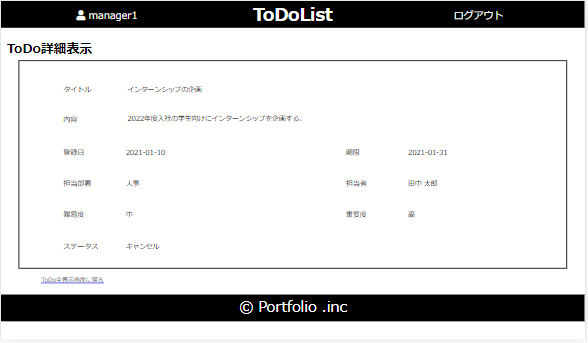 manager1 ToDoList ログアウト
ToDo詳細表示
タイトル インターンシップの企画
内容 2022年度入社の学生向けにインターンシップを企画する。
登録日 2021-01-10 期限 2021-01-31
担当部署 人事 担当者 田中 太郎
難易度 中 重要度 高
ステータス キャンセル
ToDo全表示画面に戻る
© Portfolio .inc